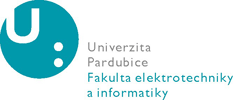 U:
Univerzita
Pardubice
Fakulta elektrotechniky
a informatiky